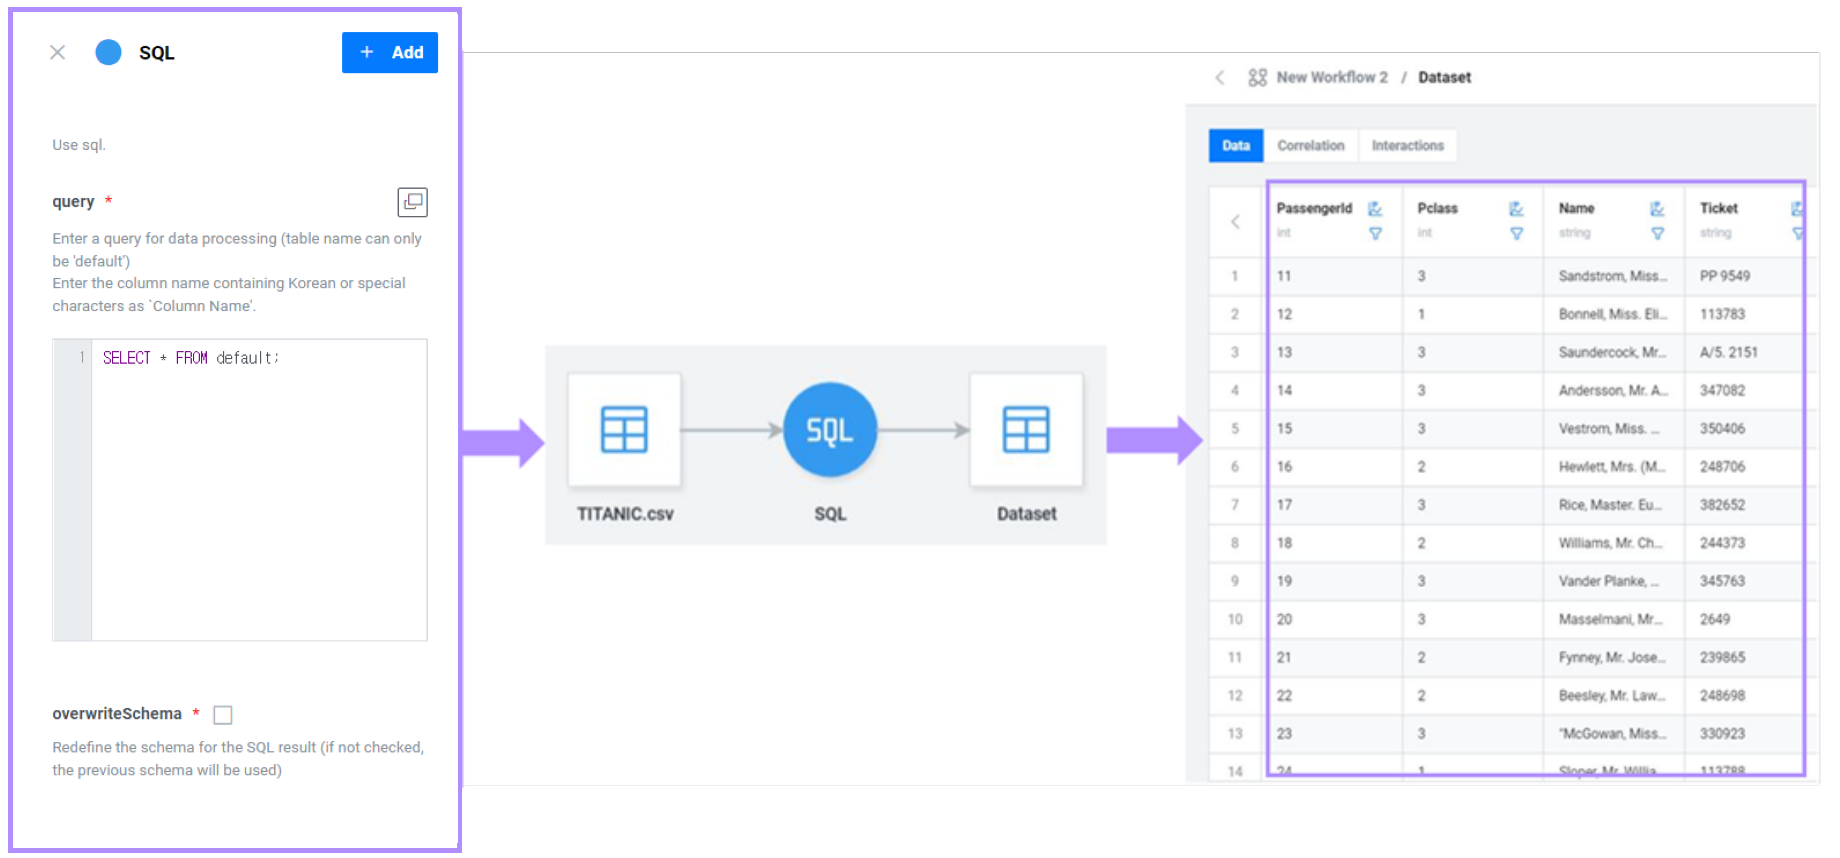 SQL
+ Add
Use sql.
query *
Enter a query for data processing (table name can only
be 'default')
Enter the column name containing Korean or special
characters as `Column Name'.
1 SELECT * FROM default;
overwriteSchema *
Redefine the schema for the SQL result (if not checked,
the previous schema will be used)
SQL
TITANIC.csv SQL Dataset
New Workflow 2 / Dataset
Data Correlation Interactions
PassengerId Pclass Name Ticket
int int string string
1 11 3 Sandstrom, Miss... PP 9549
2 12 1 Bonnell, Miss. Eli... 113783
3 13 3 Saundercock, Mr... A/5. 2151
4 14 3 Andersson, Mr. A... 347082
5 15 3 Vestrom, Miss. ... 350406
6 16 2 Hewlett, Mrs. (M... 248706
7 17 3 Rice, Master. Eu... 382652
8 18 2 Williams, Mr. Ch... 244373
9 19 3 Vander Planke, ... 345763
10 20 3 Masselmani, Mr... 2649
11 21 2 Fynney, Mr. Jose... 239865
12 22 2 Beesley, Mr. Law... 248698
13 23 3 "McGowan, Miss... 330923
14 24 1 Sloper, Mr. Willia... 113788